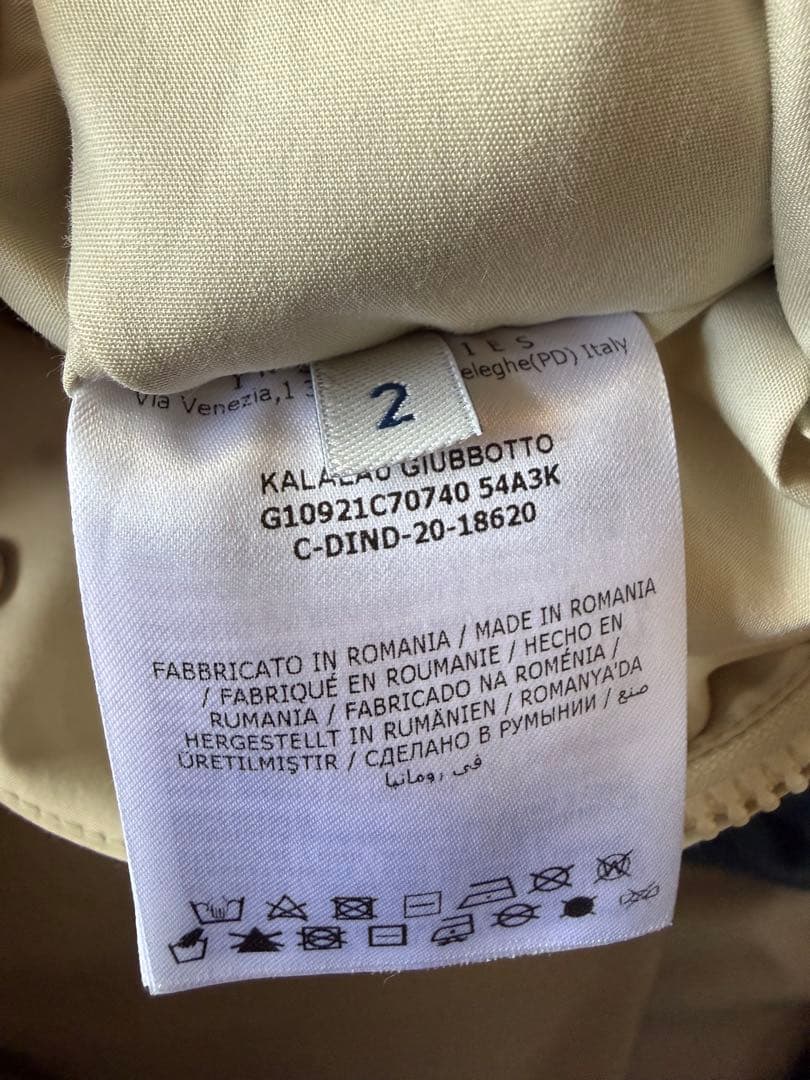 I E S
Via Venezia,1
eleghe(PD) Italy
2
KALALAU GIUBBOTTO
G10921C70740 54A3K
C-DIND-20-18620
FABBRICATO IN ROMANIA / MADE IN ROMANIA
/ FABRIQUÉ EN ROUMANIE / HECHO EN
RUMANIA / FABRICADO NA ROMÉNIA /
HERGESTELLT IN RUMÄNIEN / ROMANYA'DA
ÜRETILMIŞTIR / СДЕЛАНО В РУМЫНИИ / صنع
في رومانيا